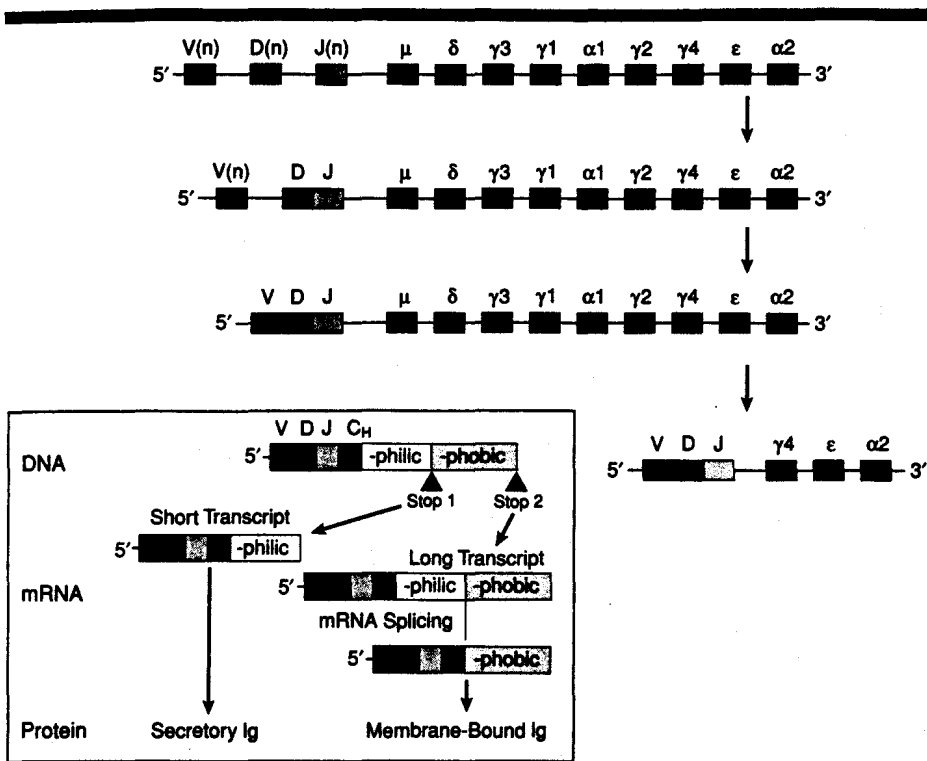 V(n) D(n) J(n) μ δ γ3 γ1 α1 γ2 γ4 ε α2
5′ 3′
V(n) D J μ δ γ3 γ1 α1 γ2 γ4 ε α2
5′ 3′
V D J μ δ γ3 γ1 α1 γ2 γ4 ε α2
5′ 3′
V D J γ4 ε α2
5′ 3′
V D J C_H
DNA 5′ -philic -phobic
Stop 1 Stop 2
Short Transcript
5′ -philic
Long Transcript
mRNA 5′ -philic -phobic
mRNA Splicing
5′ -phobic
Protein Secretory Ig Membrane-Bound Ig